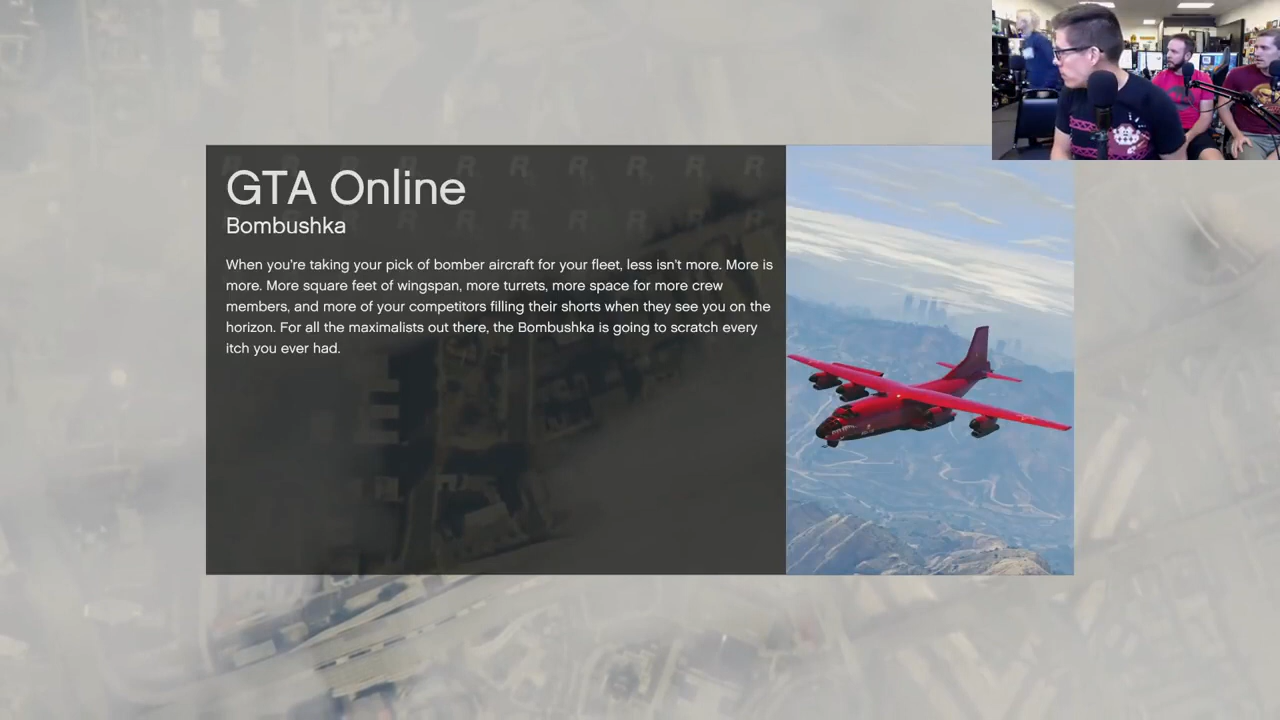 GTA Online
Bombushka
When you're taking your pick of bomber aircraft for your fleet, less isn't more. More is
more. More square feet of wingspan, more turrets, more space for more crew
members, and more of your competitors filling their shorts when they see you on the
horizon. For all the maximalists out there, the Bombushka is going to scratch every
itch you ever had.